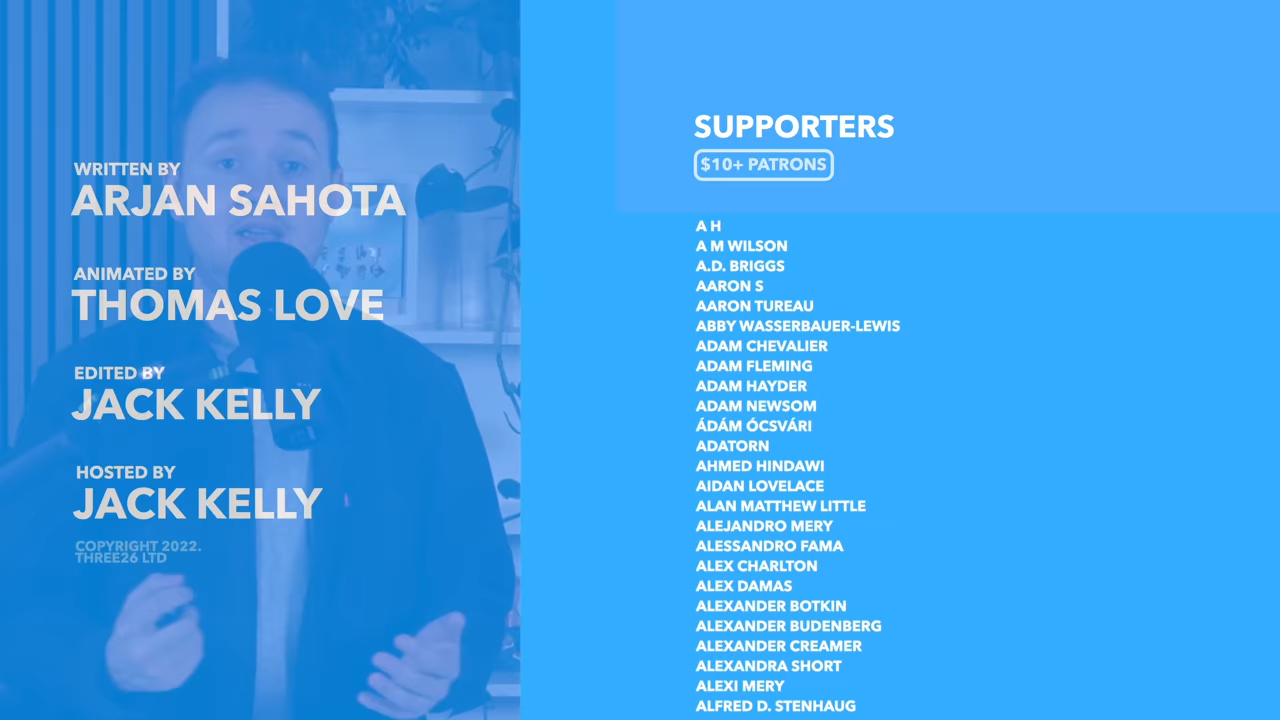 WRITTEN BY
ARJAN SAHOTA
ANIMATED BY
THOMAS LOVE
EDITED BY
JACK KELLY
HOSTED BY
JACK KELLY
COPYRIGHT 2022.
THREE26 LTD
SUPPORTERS
$10+ PATRONS
A H
A M WILSON
A.D. BRIGGS
AARON S
AARON TUREAU
ABBY WASSERBAUER-LEWIS
ADAM CHEVALIER
ADAM FLEMING
ADAM HAYDER
ADAM NEWSOM
ÁDÁM ÓCSVÁRI
ADATORN
AHMED HINDAWI
AIDAN LOVELACE
ALAN MATTHEW LITTLE
ALEJANDRO MERY
ALESSANDRO FAMA
ALEX CHARLTON
ALEX DAMAS
ALEXANDER BOTKIN
ALEXANDER BUDENBERG
ALEXANDER CREAMER
ALEXANDRA SHORT
ALEXI MERY
ALFRED D. STENHAUG